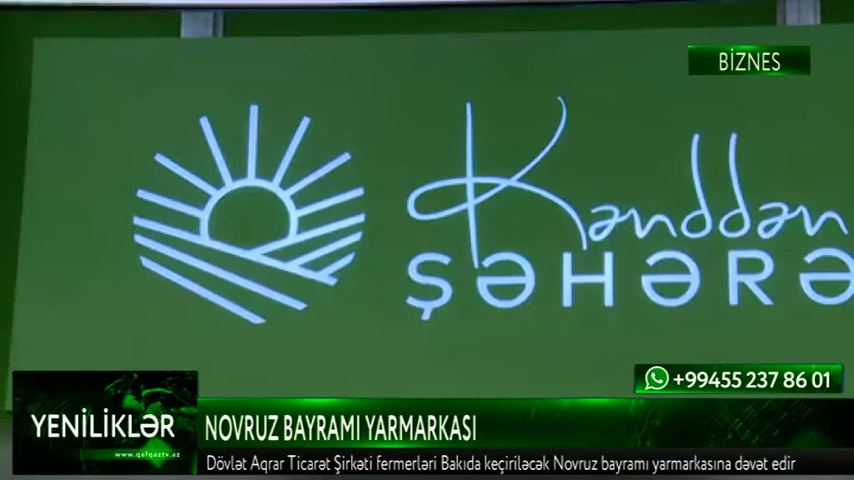 BİZNES
Kənddən
ŞƏHƏRƏ
+99455 237 86 01
YENİLİKLƏR
www.qafqaztv.az
NOVRUZ BAYRAMI YARMARKASI
Dövlət Aqrar Ticarət Şirkəti fermerləri Bakıda keçiriləcək Novruz bayramı yarmarkasına dəvət edir